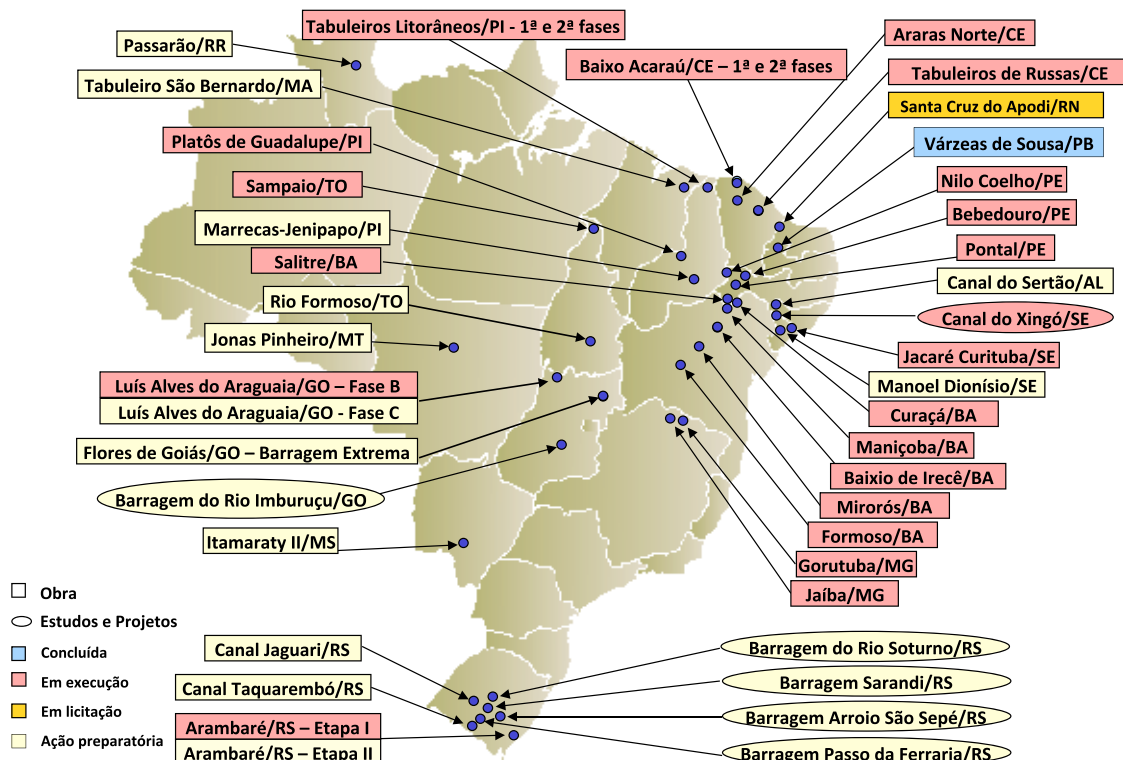 Tabuleiros Litorâneos/PI - 1ª e 2ª fases
Passarão/RR
Tabuleiro São Bernardo/MA
Platôs de Guadalupe/PI
Sampaio/TO
Marrecas-Jenipapo/PI
Salitre/BA
Rio Formoso/TO
Jonas Pinheiro/MT
Luís Alves do Araguaia/GO – Fase B
Luís Alves do Araguaia/GO - Fase C
Flores de Goiás/GO – Barragem Extrema
Barragem do Rio Imburuçu/GO
Itamaraty II/MS
Baixo Acaraú/CE – 1ª e 2ª fases
Araras Norte/CE
Tabuleiros de Russas/CE
Santa Cruz do Apodi/RN
Várzeas de Sousa/PB
Nilo Coelho/PE
Bebedouro/PE
Pontal/PE
Canal do Sertão/AL
Canal do Xingó/SE
Jacaré Curituba/SE
Manoel Dionísio/SE
Curaçá/BA
Maniçoba/BA
Baixio de Irecê/BA
Mirorós/BA
Formoso/BA
Gorutuba/MG
Jaíba/MG
Obra
Estudos e Projetos
Concluída
Em execução
Em licitação
Ação preparatória
Canal Jaguari/RS
Canal Taquarembó/RS
Arambaré/RS – Etapa I
Arambaré/RS – Etapa II
Barragem do Rio Soturno/RS
Barragem Sarandi/RS
Barragem Arroio São Sepé/RS
Barragem Passo da Ferraria/RS